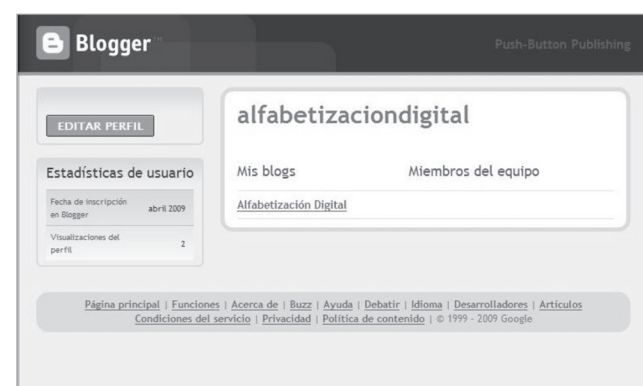 Blogger™
Push-Button Publishing
EDITAR PERFIL
Estadísticas de usuario
Fecha de inscripción
en Blogger
abril 2009
Visualizaciones del
perfil
2
alfabetizaciondigital
Mis blogs
Miembros del equipo
Alfabetización Digital
Página principal | Funciones | Acerca de | Buzz | Ayuda | Debatir | Idioma | Desarrolladores | Artículos
Condiciones del servicio | Privacidad | Política de contenido | © 1999 - 2009 Google